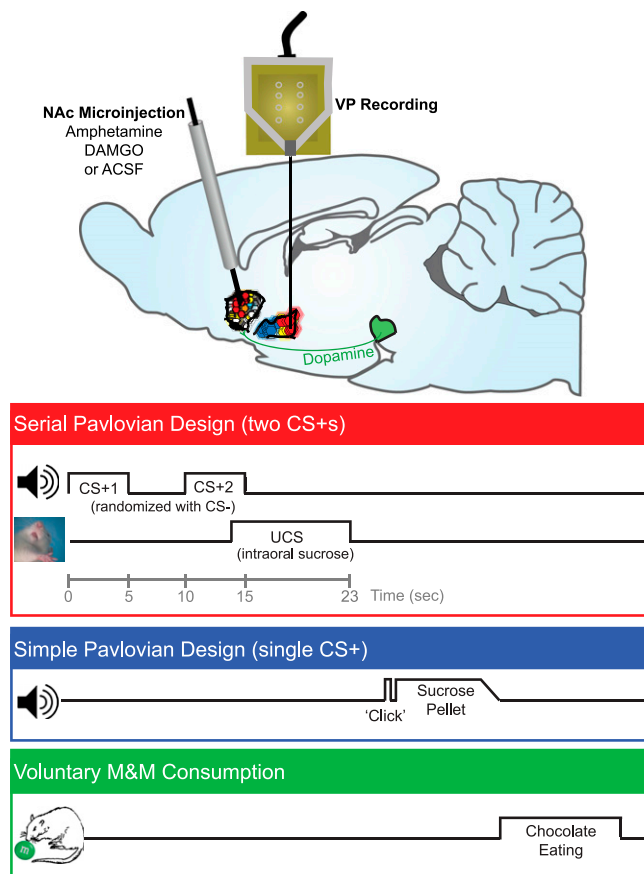 NAc Microinjection
Amphetamine
DAMGO
or ACSF
VP Recording
Dopamine
Serial Pavlovian Design (two CS+s)
CS+1
CS+2
(randomized with CS-)
UCS
(intraoral sucrose)
0 5 10 15 23 Time (sec)
Simple Pavlovian Design (single CS+)
'Click'
Sucrose
Pellet
Voluntary M&M Consumption
m
Chocolate
Eating